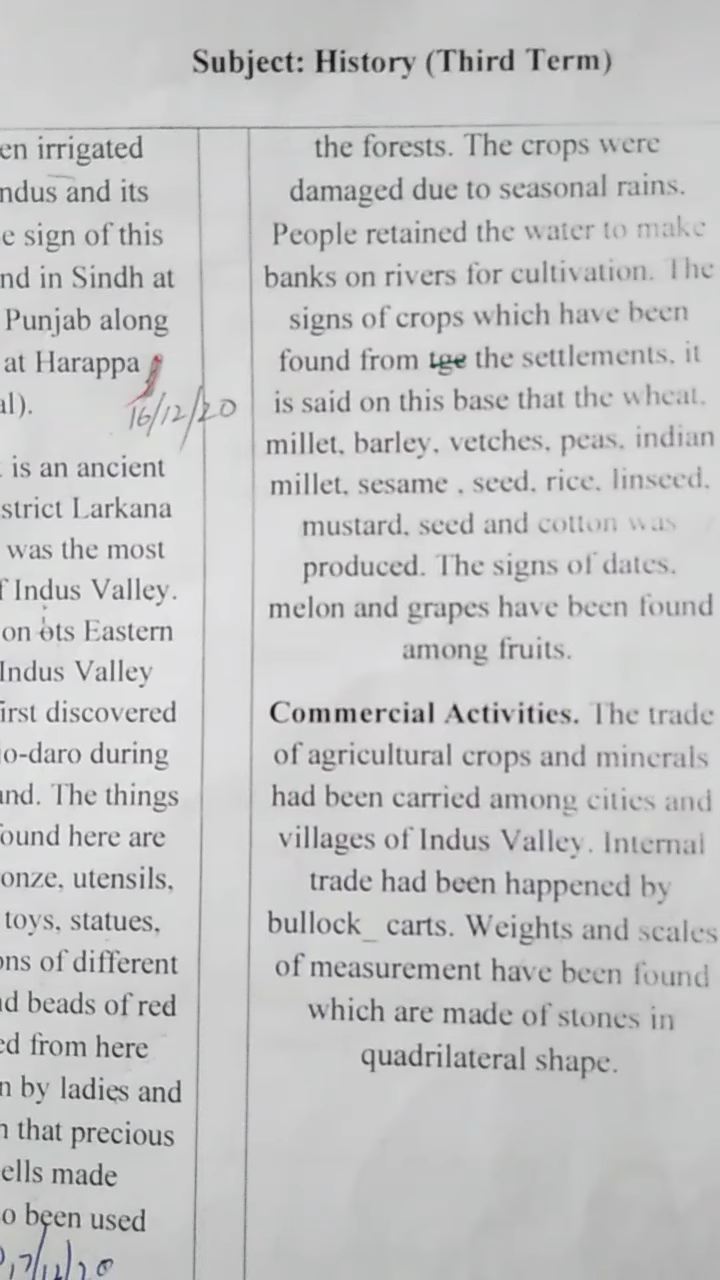 Subject: History (Third Term)
en irrigated
ndus and its
e sign of this
nd in Sindh at
Punjab along
at Harappa
al).
16/12/20
is an ancient
strict Larkana
was the most
f Indus Valley.
on ots Eastern
Indus Valley
irst discovered
o-daro during
and. The things
ound here are
onze, utensils,
toys, statues,
ons of different
nd beads of red
ed from here
n by ladies and
n that precious
ells made
o been used
17/12/20
the forests. The crops were
damaged due to seasonal rains.
People retained the water to make
banks on rivers for cultivation. The
signs of crops which have been
found from tge the settlements, it
is said on this base that the wheat,
millet, barley, vetches, peas, indian
millet, sesame , seed, rice, linseed,
mustard, seed and cotton was
produced. The signs of dates,
melon and grapes have been found
among fruits.
Commercial Activities. The trade
of agricultural crops and minerals
had been carried among cities and
villages of Indus Valley. Internal
trade had been happened by
bullock_ carts. Weights and scales
of measurement have been found
which are made of stones in
quadrilateral shape.